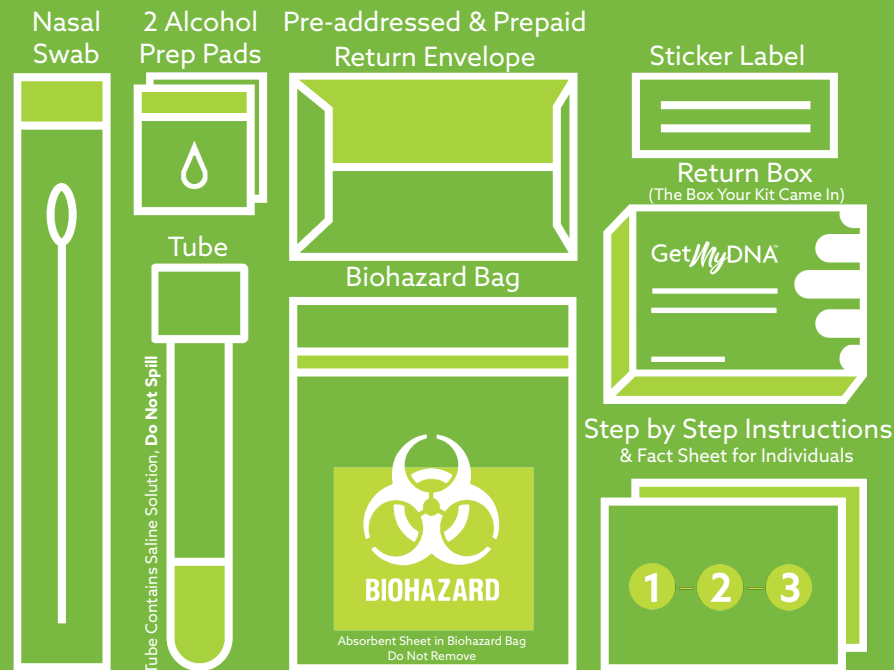 Nasal
Swab
2 Alcohol
Prep Pads
Pre-addressed & Prepaid
Return Envelope
Sticker Label
Return Box
(The Box Your Kit Came In)
GetMyDNA™
Tube
Tube Contains Saline Solution, Do Not Spill
Biohazard Bag
BIOHAZARD
Absorbent Sheet in Biohazard Bag
Do Not Remove
Step by Step Instructions
& Fact Sheet for Individuals
1 2 3